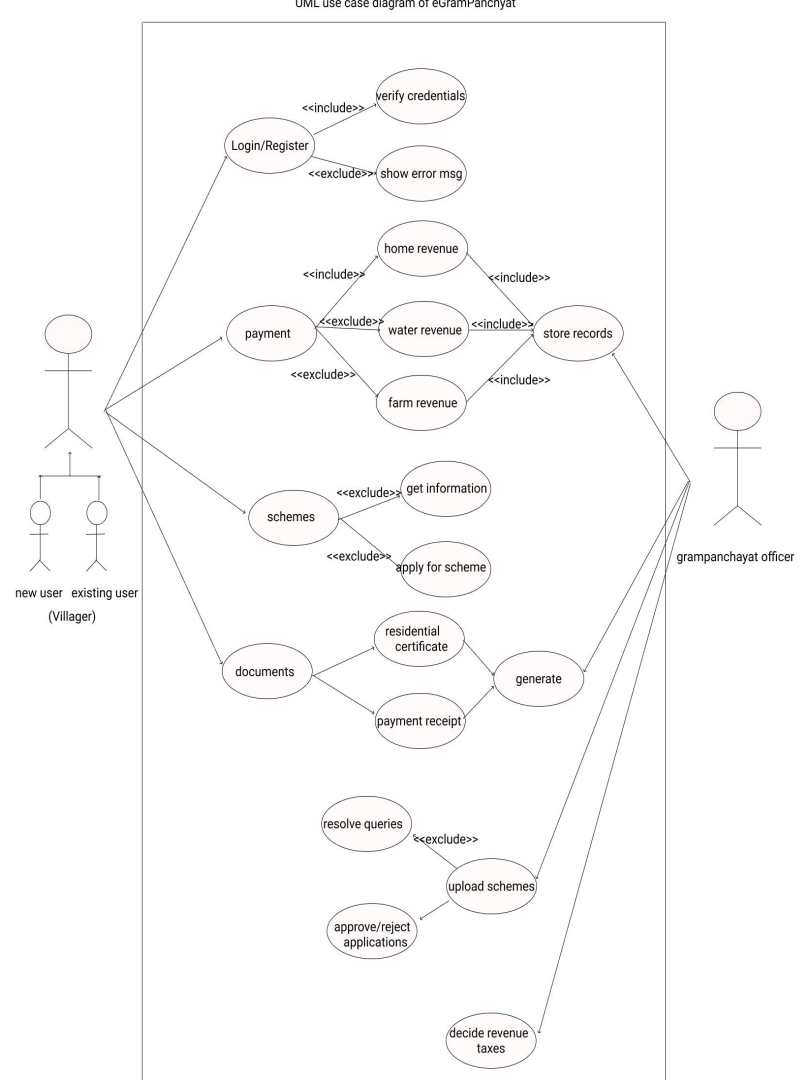 UML use case diagram of eGramPanchyat
verify credentials
<<include>>
Login/Register
<<exclude>>
show error msg
home revenue
<<include>>
<<include>>
<<exclude>>
<<include>>
payment
water revenue
store records
<<exclude>>
<<include>>
farm revenue
get information
<<exclude>>
schemes
<<exclude>>
apply for scheme
grampanchayat officer
new user
existing user
(Villager)
residential
certificate
documents
generate
payment receipt
resolve queries
<<exclude>>
upload schemes
approve/reject
applications
decide revenue
taxes